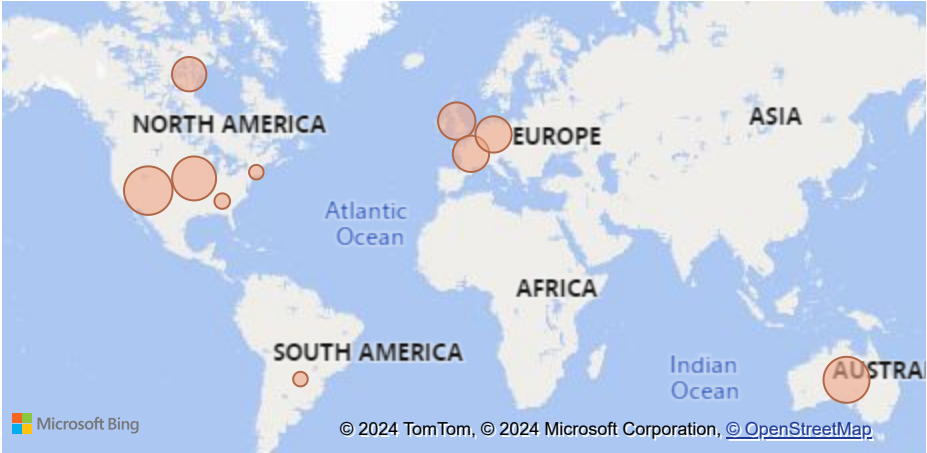 ASIA
NORTH AMERICA
EUROPE
Atlantic
Ocean
AFRICA
SOUTH AMERICA
Indian
Ocean
AUSTRA
Microsoft Bing
© 2024 TomTom, © 2024 Microsoft Corporation, © OpenStreetMap